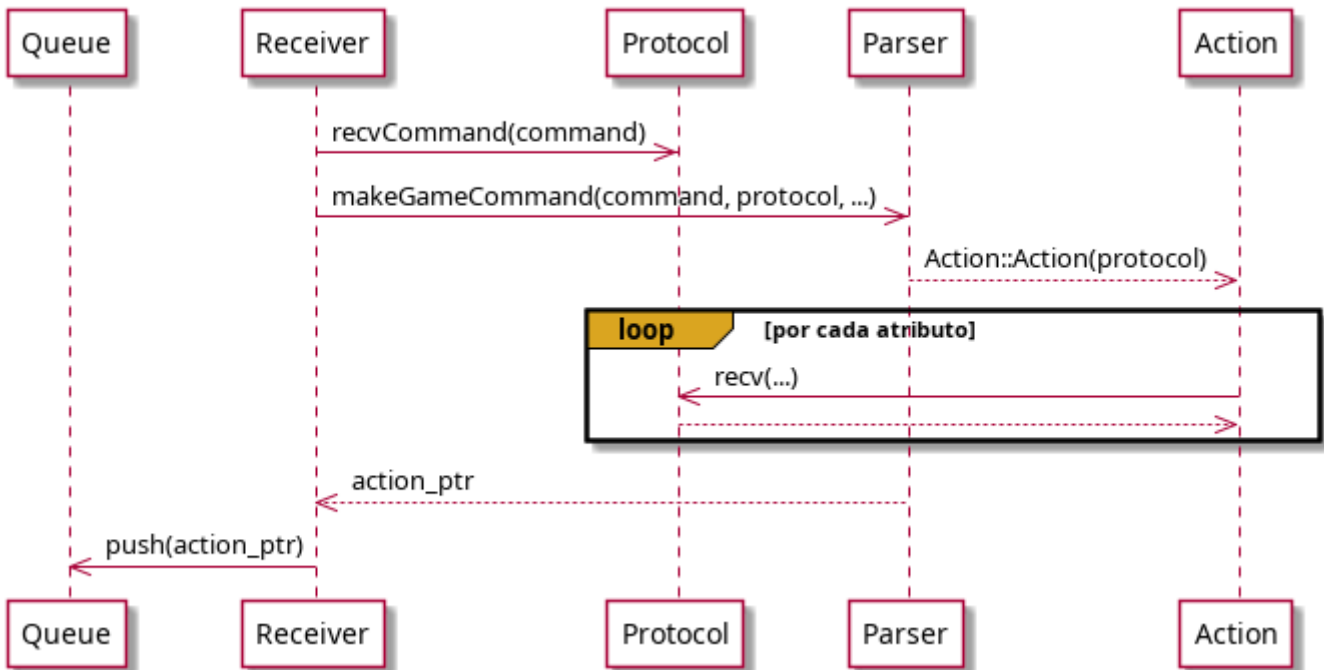 Queue
Receiver
Protocol
Parser
Action
recvCommand(command)
makeGameCommand(command, protocol, ...)
Action::Action(protocol)
loop
[por cada atributo]
recv(...)
action_ptr
push(action_ptr)
Queue
Receiver
Protocol
Parser
Action